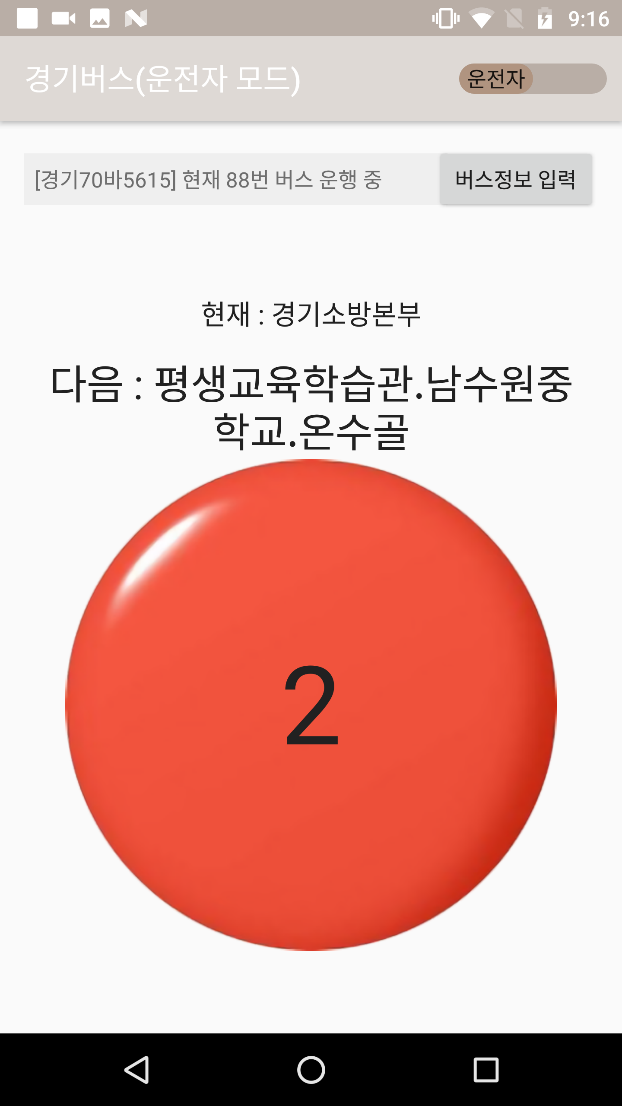 9:16
경기버스(운전자 모드)
운전자
[경기70바5615] 현재 88번 버스 운행 중
버스정보 입력
현재 : 경기소방본부
다음 : 평생교육학습관.남수원중
학교.온수골
2